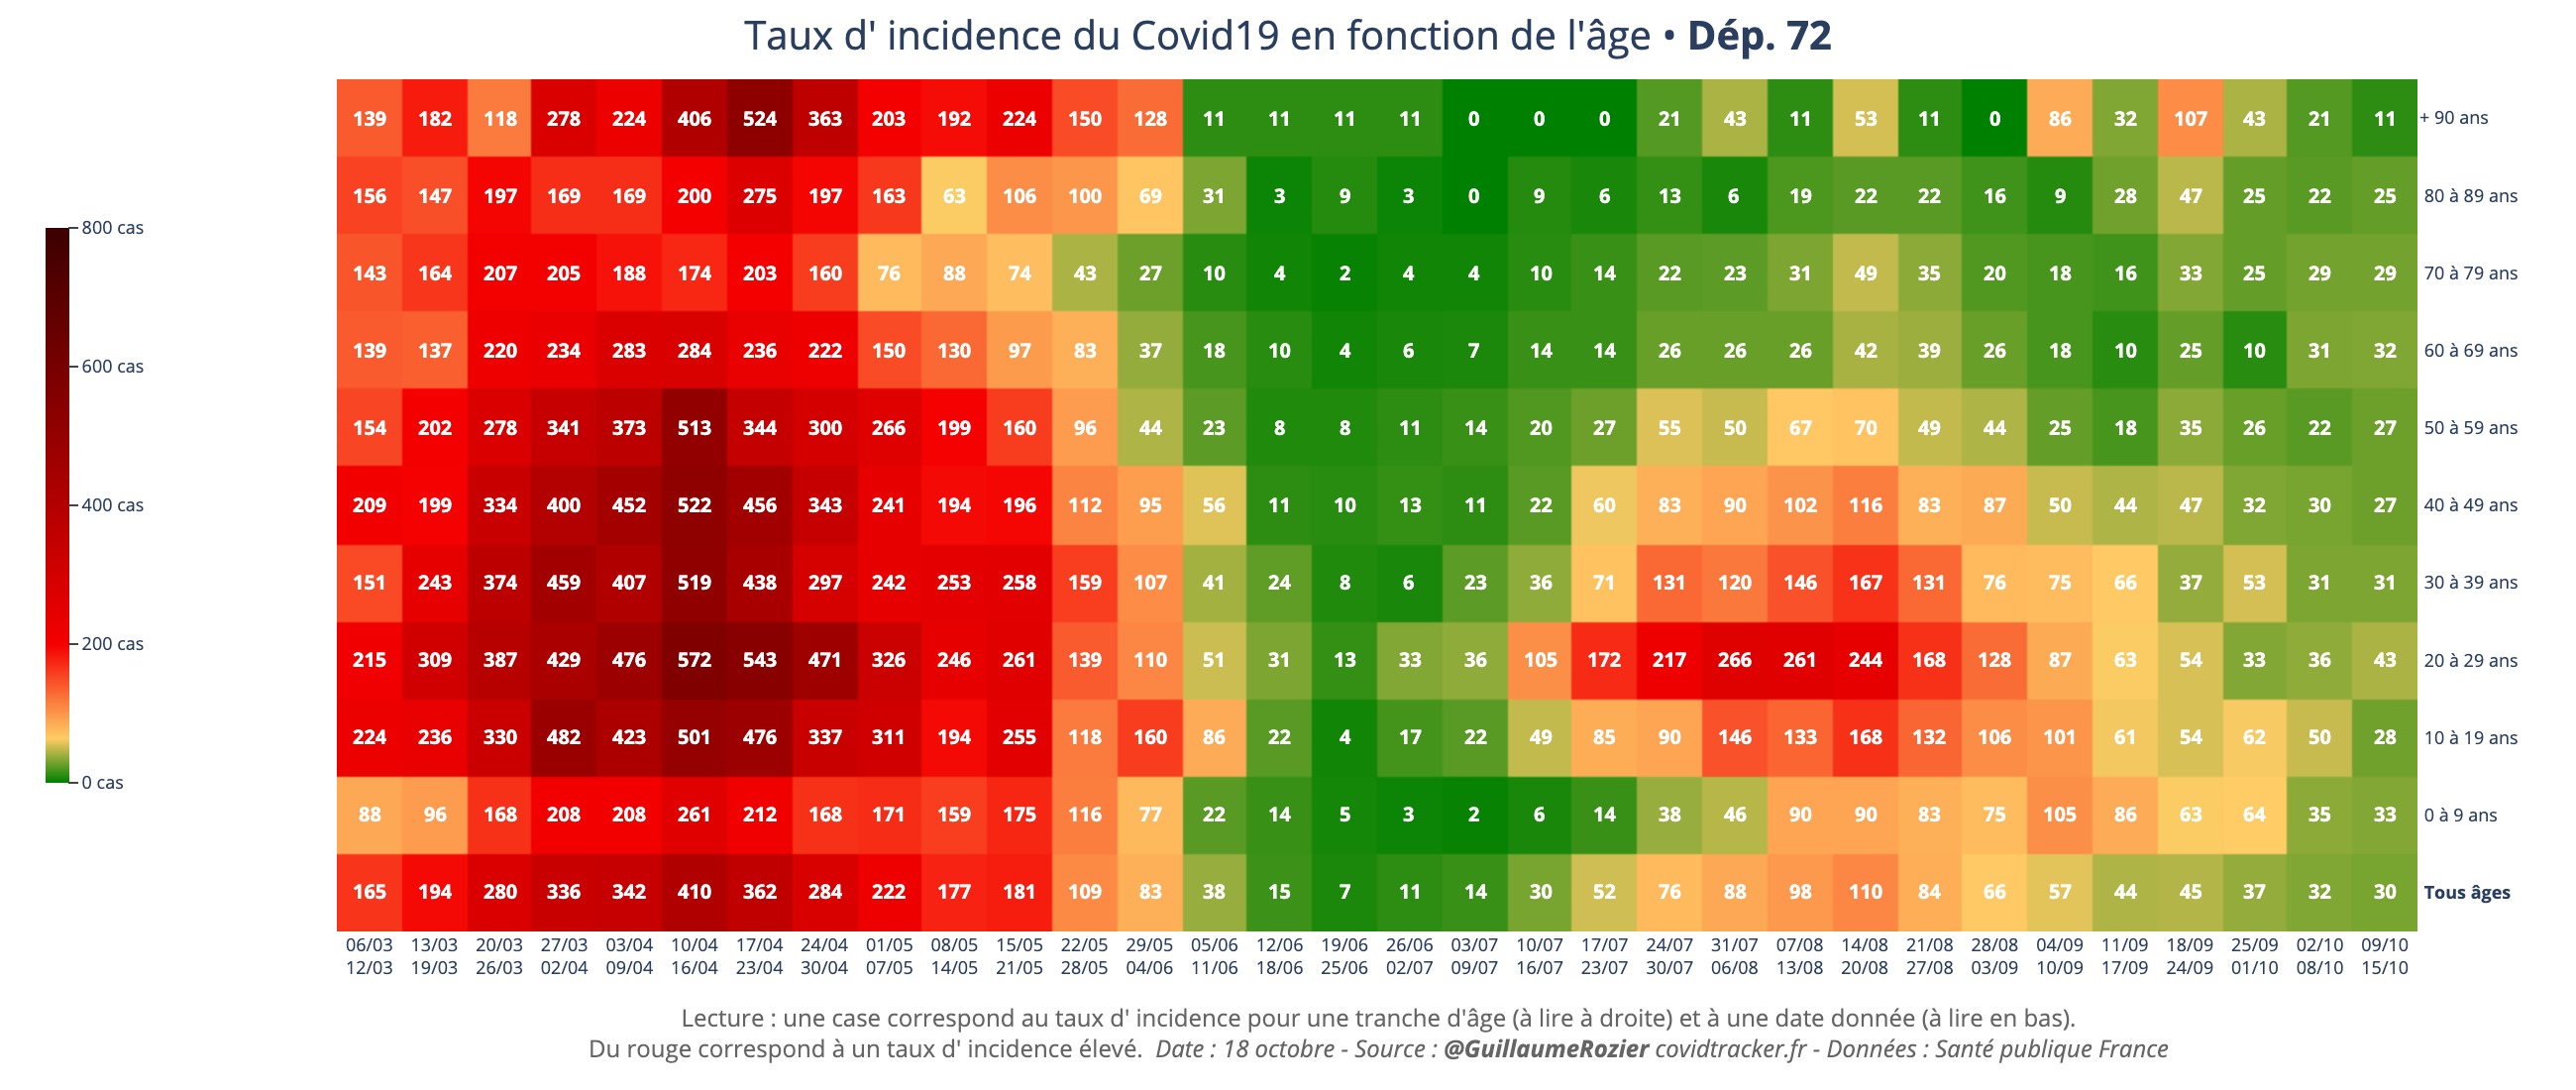 Taux d' incidence du Covid19 en fonction de l'âge • Dép. 72
139 182 118 278 224 406 524 363 203 192 224 150 128 11 11 11 11 0 0 0 21 43 11 53 11 0 86 32 107 43 21 11 + 90 ans
156 147 197 169 169 200 275 197 163 63 106 100 69 31 3 9 3 0 9 6 13 6 19 22 22 16 9 28 47 25 22 25 80 à 89 ans
800 cas
143 164 207 205 188 174 203 160 76 88 74 43 27 10 4 2 4 4 10 14 22 23 31 49 35 20 18 16 33 25 29 29 70 à 79 ans
139 137 220 234 283 284 236 222 150 130 97 83 37 18 10 4 6 7 14 14 26 26 26 42 39 26 18 10 25 10 31 32 60 à 69 ans
600 cas
154 202 278 341 373 513 344 300 266 199 160 96 44 23 8 8 11 14 20 27 55 50 67 70 49 44 25 18 35 26 22 27 50 à 59 ans
400 cas
209 199 334 400 452 522 456 343 241 194 196 112 95 56 11 10 13 11 22 60 83 90 102 116 83 87 50 44 47 32 30 27 40 à 49 ans
151 243 374 459 407 519 438 297 242 253 258 159 107 41 24 8 6 23 36 71 131 120 146 167 131 76 75 66 37 53 31 31 30 à 39 ans
200 cas
215 309 387 429 476 572 543 471 326 246 261 139 110 51 31 13 33 36 105 172 217 266 261 244 168 128 87 63 54 33 36 43 20 à 29 ans
224 236 330 482 423 501 476 337 311 194 255 118 160 86 22 4 17 22 49 85 90 146 133 168 132 106 101 61 54 62 50 28 10 à 19 ans
0 cas
88 96 168 208 208 261 212 168 171 159 175 116 77 22 14 5 3 2 6 14 38 46 90 90 83 75 105 86 63 64 35 33 0 à 9 ans
165 194 280 336 342 410 362 284 222 177 181 109 83 38 15 7 11 14 30 52 76 88 98 110 84 66 57 44 45 37 32 30 Tous âges
06/03 13/03 20/03 27/03 03/04 10/04 17/04 24/04 01/05 08/05 15/05 22/05 29/05 05/06 12/06 19/06 26/06 03/07 10/07 17/07 24/07 31/07 07/08 14/08 21/08 28/08 04/09 11/09 18/09 25/09 02/10 09/10
12/03 19/03 26/03 02/04 09/04 16/04 23/04 30/04 07/05 14/05 21/05 28/05 04/06 11/06 18/06 25/06 02/07 09/07 16/07 23/07 30/07 06/08 13/08 20/08 27/08 03/09 10/09 17/09 24/09 01/10 08/10 15/10
Lecture : une case correspond au taux d' incidence pour une tranche d'âge (à lire à droite) et à une date donnée (à lire en bas).
Du rouge correspond à un taux d' incidence élevé. Date : 18 octobre - Source : @GuillaumeRozier covidtracker.fr - Données : Santé publique France